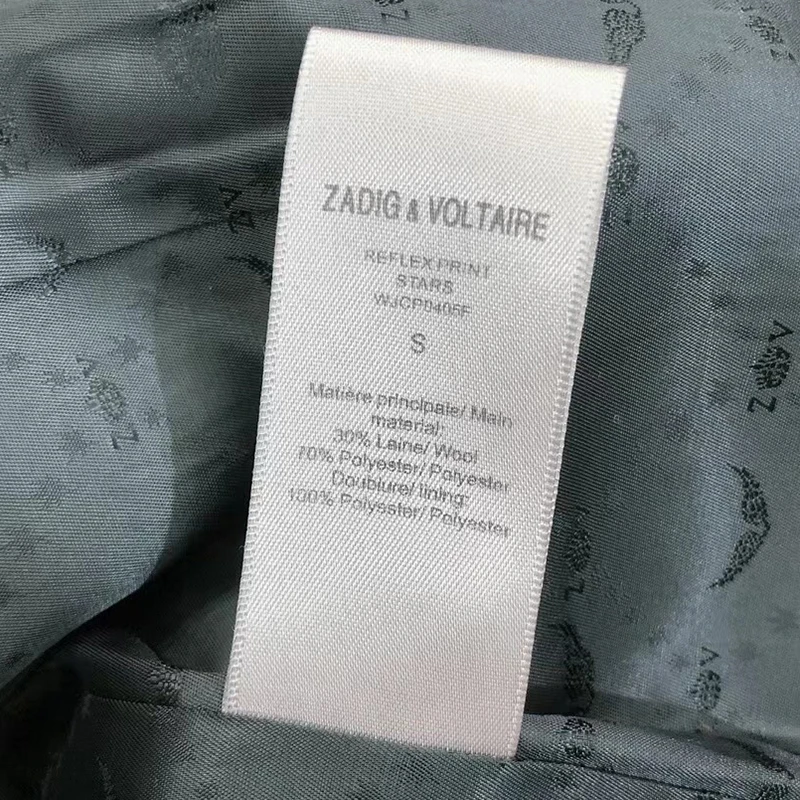 ZADIG & VOLTAIRE
REFLEX PRINT
STARS
WJCP0405F
S
Matière principale/ Main
material:
30% Laine/ Wool
70% Polyester/ Polyester
Doublure/ lining:
100% Polyester/ Polyester